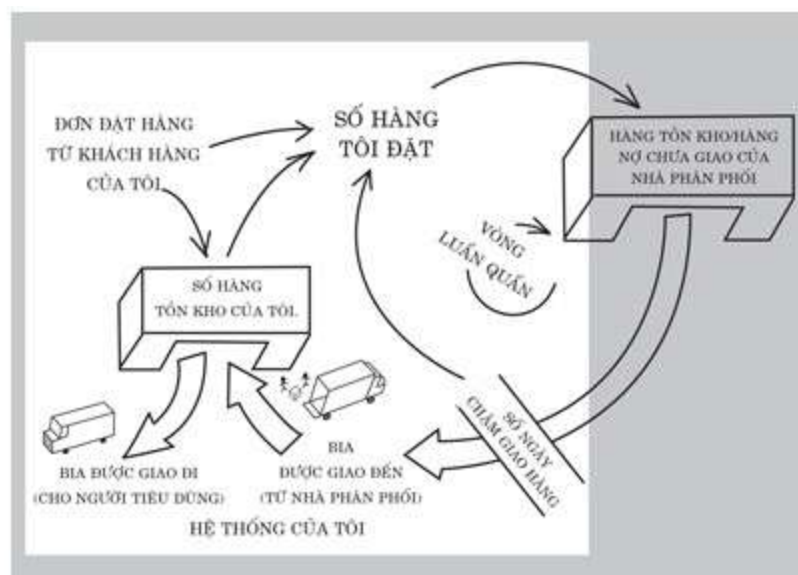 ĐƠN ĐẶT HÀNG
TỪ KHÁCH HÀNG
CỦA TÔI
SỐ HÀNG
TÔI ĐẶT
HÀNG TỒN KHO/HÀNG
NỢ CHƯA GIAO CỦA
NHÀ PHÂN PHỐI
VÒNG
LUẨN QUẨN
SỐ HÀNG
TỒN KHO CỦA TÔI.
SỐ NGÀY
CHẬM GIAO HÀNG
BIA ĐƯỢC GIAO ĐI
(CHO NGƯỜI TIÊU DÙNG)
BIA
ĐƯỢC GIAO ĐẾN
(TỪ NHÀ PHÂN PHỐI)
HỆ THỐNG CỦA TÔI